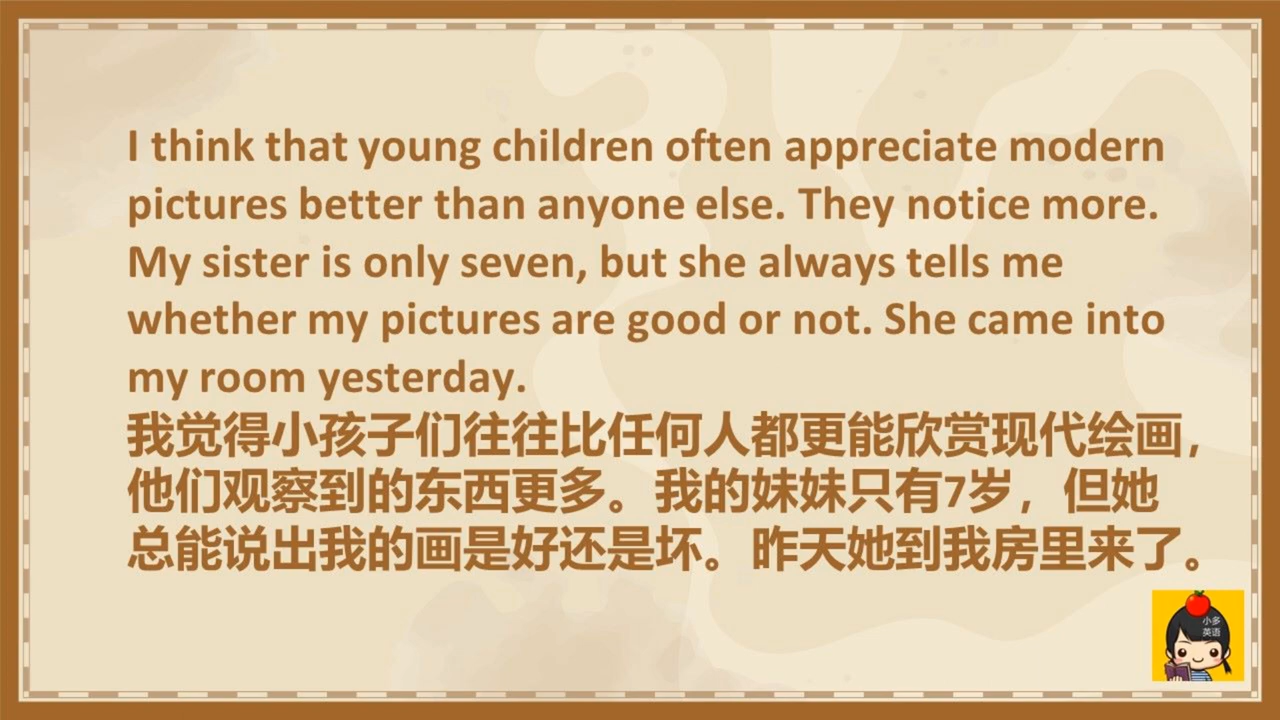 I think that young children often appreciate modern
pictures better than anyone else. They notice more.
My sister is only seven, but she always tells me
whether my pictures are good or not. She came into
my room yesterday.
我觉得小孩子们往往比任何人都更能欣赏现代绘画，
他们观察到的东西更多。我的妹妹只有7岁，但她
总能说出我的画是好还是坏。昨天她到我房里来了。
小多
英语